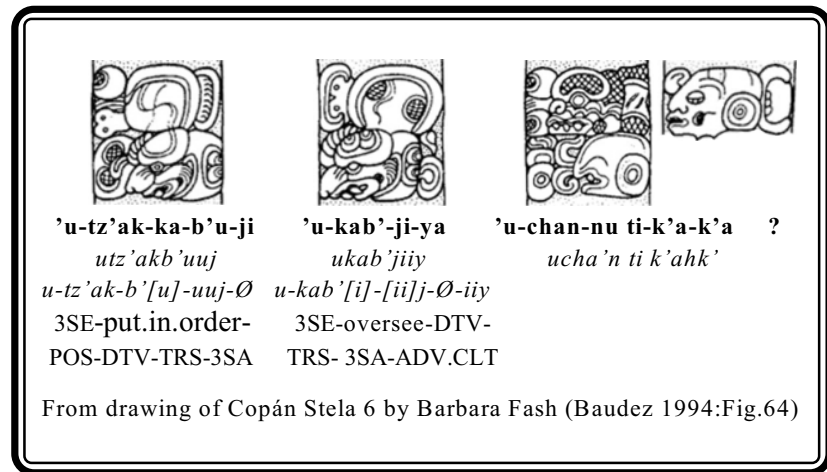 ’u-tz’ak-ka-b’u-ji ’u-kab’-ji-ya ’u-chan-nu ti-k’a-k’a ?
utz’akb’uuj ukab’jiiy ucha’n ti k’ahk’
u-tz’ak-b’[u]-uuj-Ø u-kab’[i]-[ii]j-Ø-iiy
3SE-put.in.order- 3SE-oversee-DTV-
POS-DTV-TRS-3SA TRS- 3SA-ADV.CLT
From drawing of Copán Stela 6 by Barbara Fash (Baudez 1994:Fig.64)